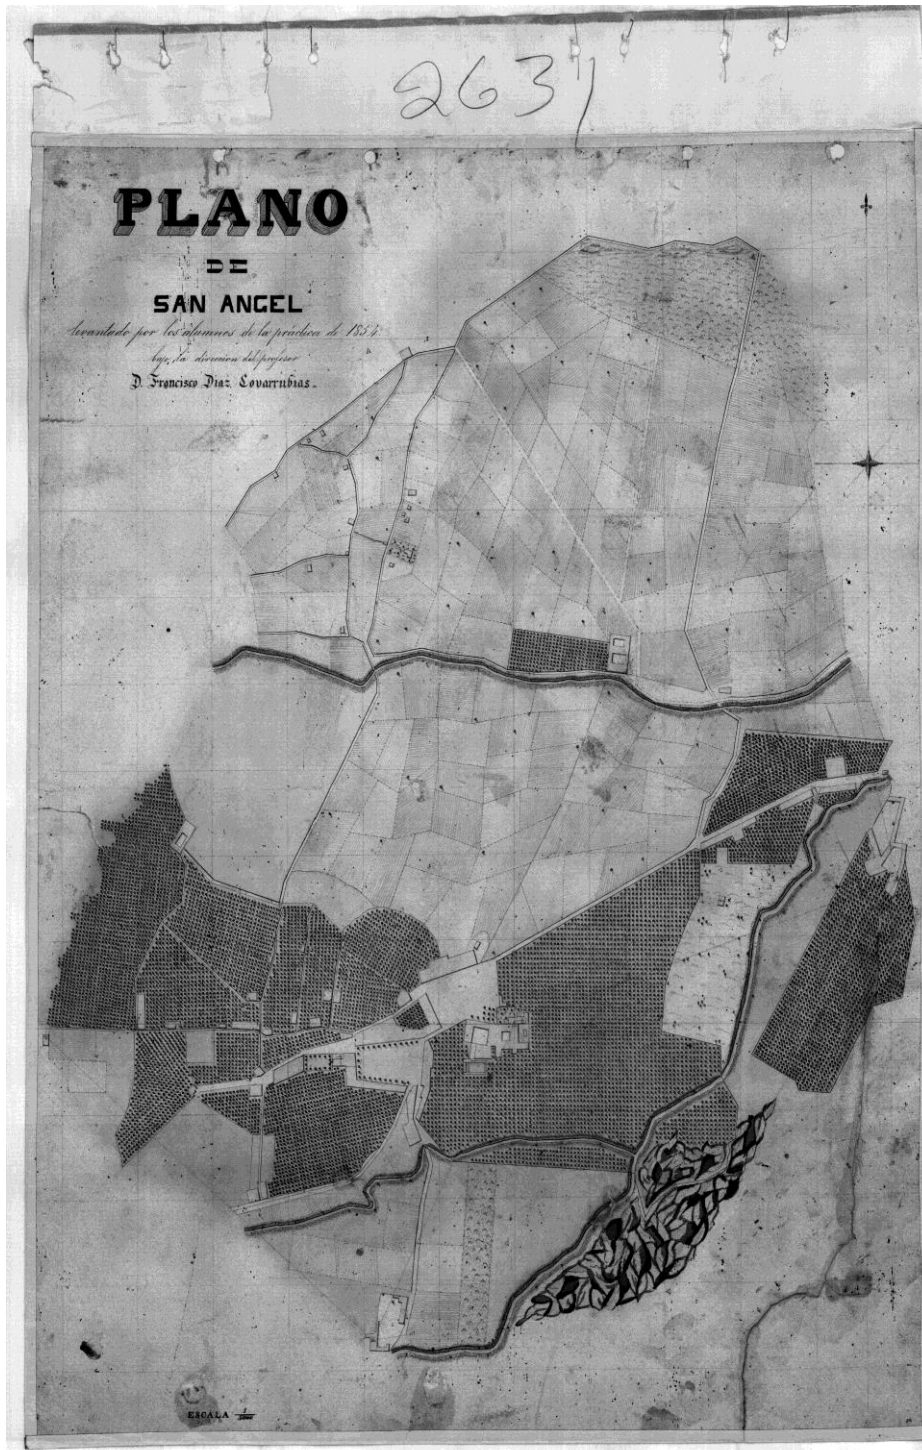 2631
PLANO
DE
SAN ANGEL
levantado por los alumnos de la práctica de 1854
bajo la direccion del profesor
D. Francisco Diaz Covarrubias.
ESCALA